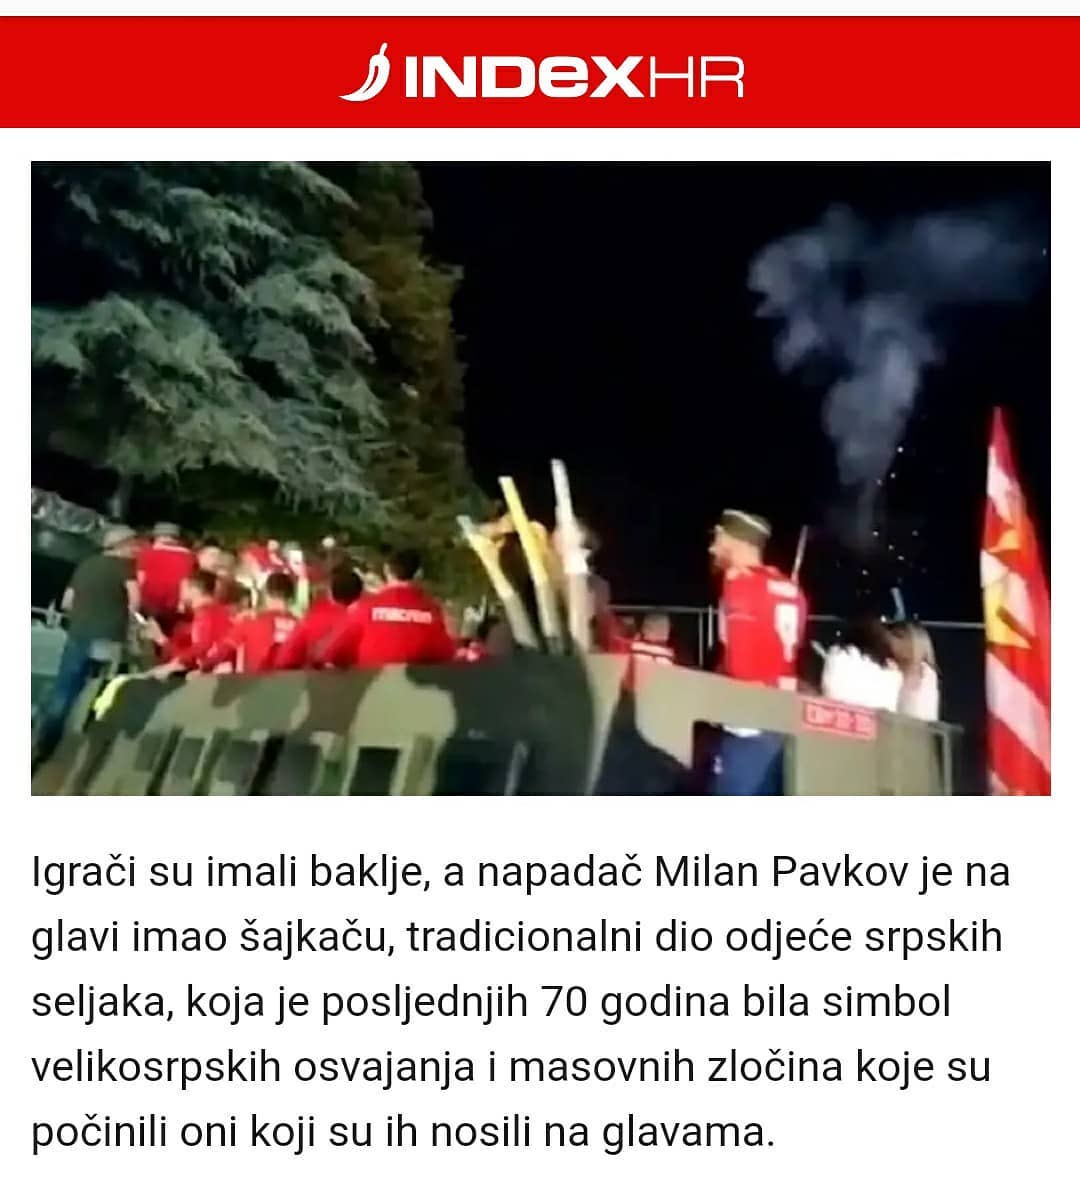 INDEXHR
macron
Igrači su imali baklje, a napadač Milan Pavkov je na
glavi imao šajkaču, tradicionalni dio odjeće srpskih
seljaka, koja je posljednjih 70 godina bila simbol
velikosrpskih osvajanja i masovnih zločina koje su
počinili oni koji su ih nosili na glavama.